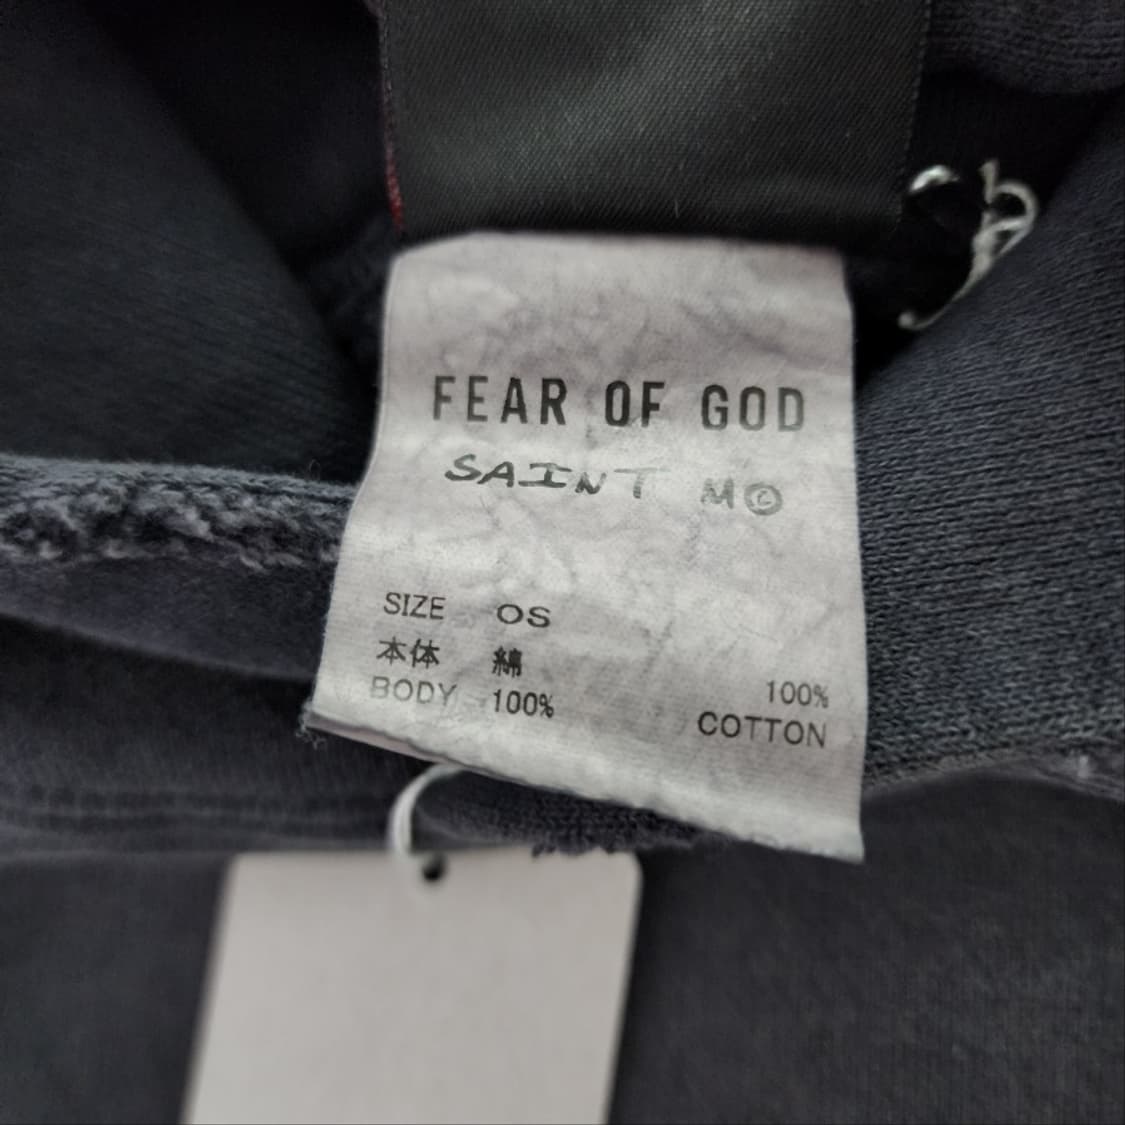 FEAR OF GOD
SAINT M©
SIZE OS
本体 綿
BODY 100%
100%
COTTON